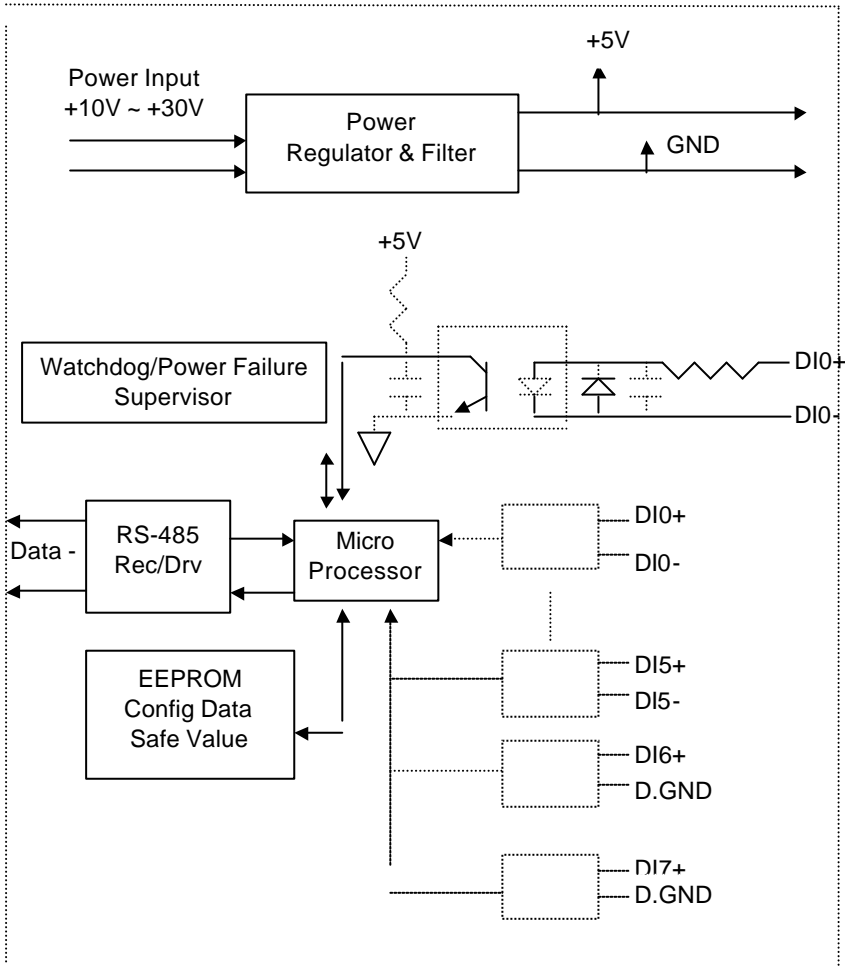 +5V
Power Input
+10V ~ +30V
Power
Regulator & Filter
GND
+5V
Watchdog/Power Failure
Supervisor
DI0+
DI0-
RS-485
Rec/Drv
Data -
Micro
Processor
DI0+
DI0-
EEPROM
Config Data
Safe Value
DI5+
DI5-
DI6+
D.GND
DI7+
D.GND